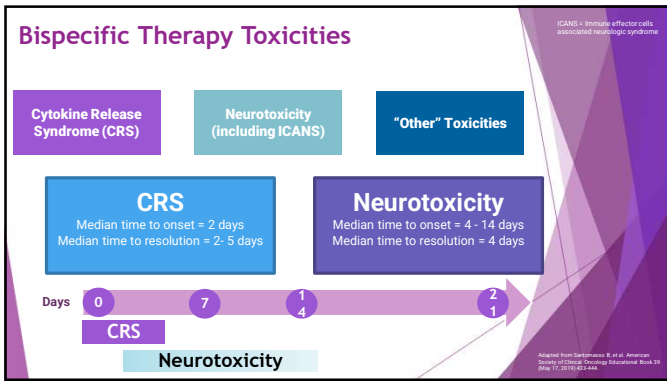 Bispecific Therapy Toxicities
ICANS = Immune effector cells
associated neurologic syndrome
Cytokine Release
Syndrome (CRS)
Neurotoxicity
(including ICANS)
“Other” Toxicities
CRS
Median time to onset = 2 days
Median time to resolution = 2- 5 days
Neurotoxicity
Median time to onset = 4 - 14 days
Median time to resolution = 4 days
Days
0
7
1
4
2
1
CRS
Neurotoxicity
Adapted from Santomasso B, et al. American
Society of Clinical Oncology Educational Book 39
(May 17, 2019) 433-444.